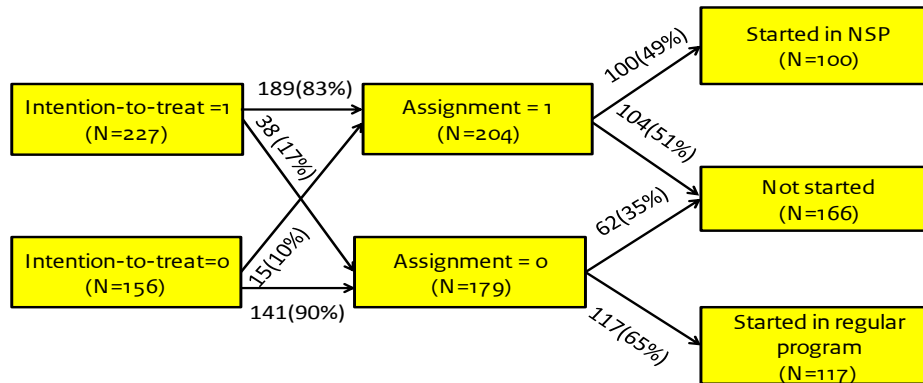 Started in NSP
(N=100)
100(49%)
189(83%)
Intention-to-treat =1
(N=227)
Assignment = 1
(N=204)
38 (17%)
104(51%)
Not started
(N=166)
62(35%)
Intention-to-treat=0
(N=156)
15(10%)
Assignment = 0
(N=179)
141(90%)
117(65%)
Started in regular
program
(N=117)